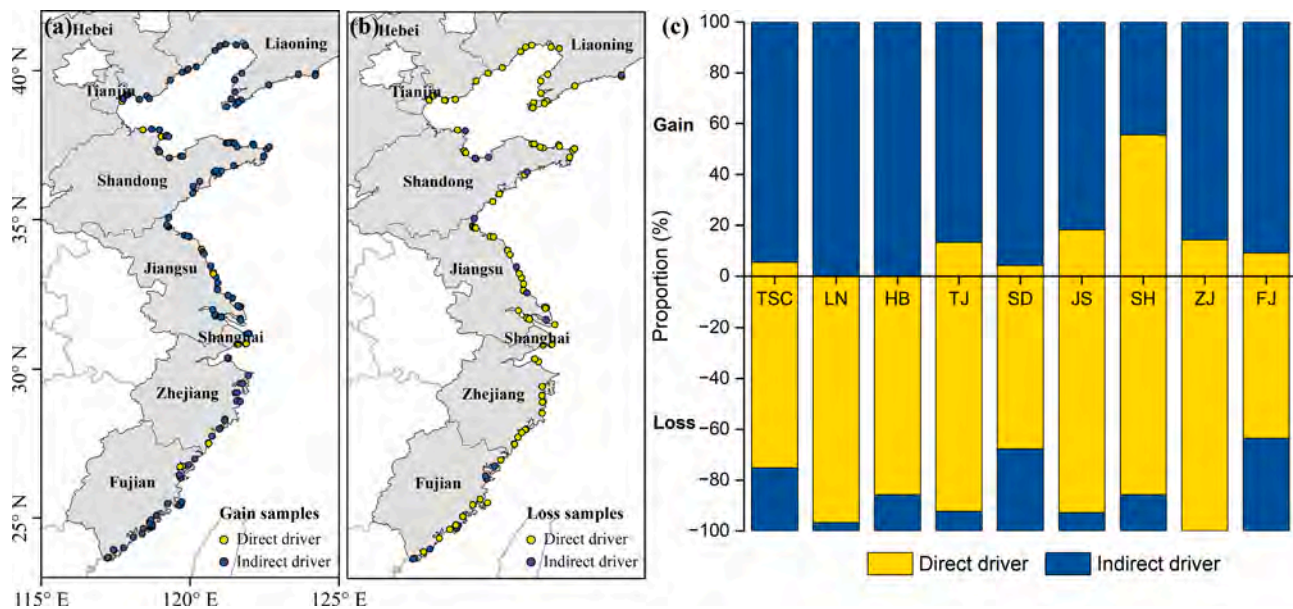 (a)
Hebei
Liaoning
Tianjin
Shandong
Jiangsu
Shanghai
Zhejiang
Fujian
Gain samples
Direct driver
Indirect driver
40° N
35° N
30° N
25° N
115° E
120° E
125° E
(b)
Hebei
Liaoning
Tianjin
Shandong
Jiangsu
Shanghai
Zhejiang
Fujian
Loss samples
Direct driver
Indirect driver
(c)
Gain
Loss
Proportion (%)
100
80
60
40
20
0
−20
−40
−60
−80
−100
TSC LN HB TJ SD JS SH ZJ FJ
Direct driver Indirect driver